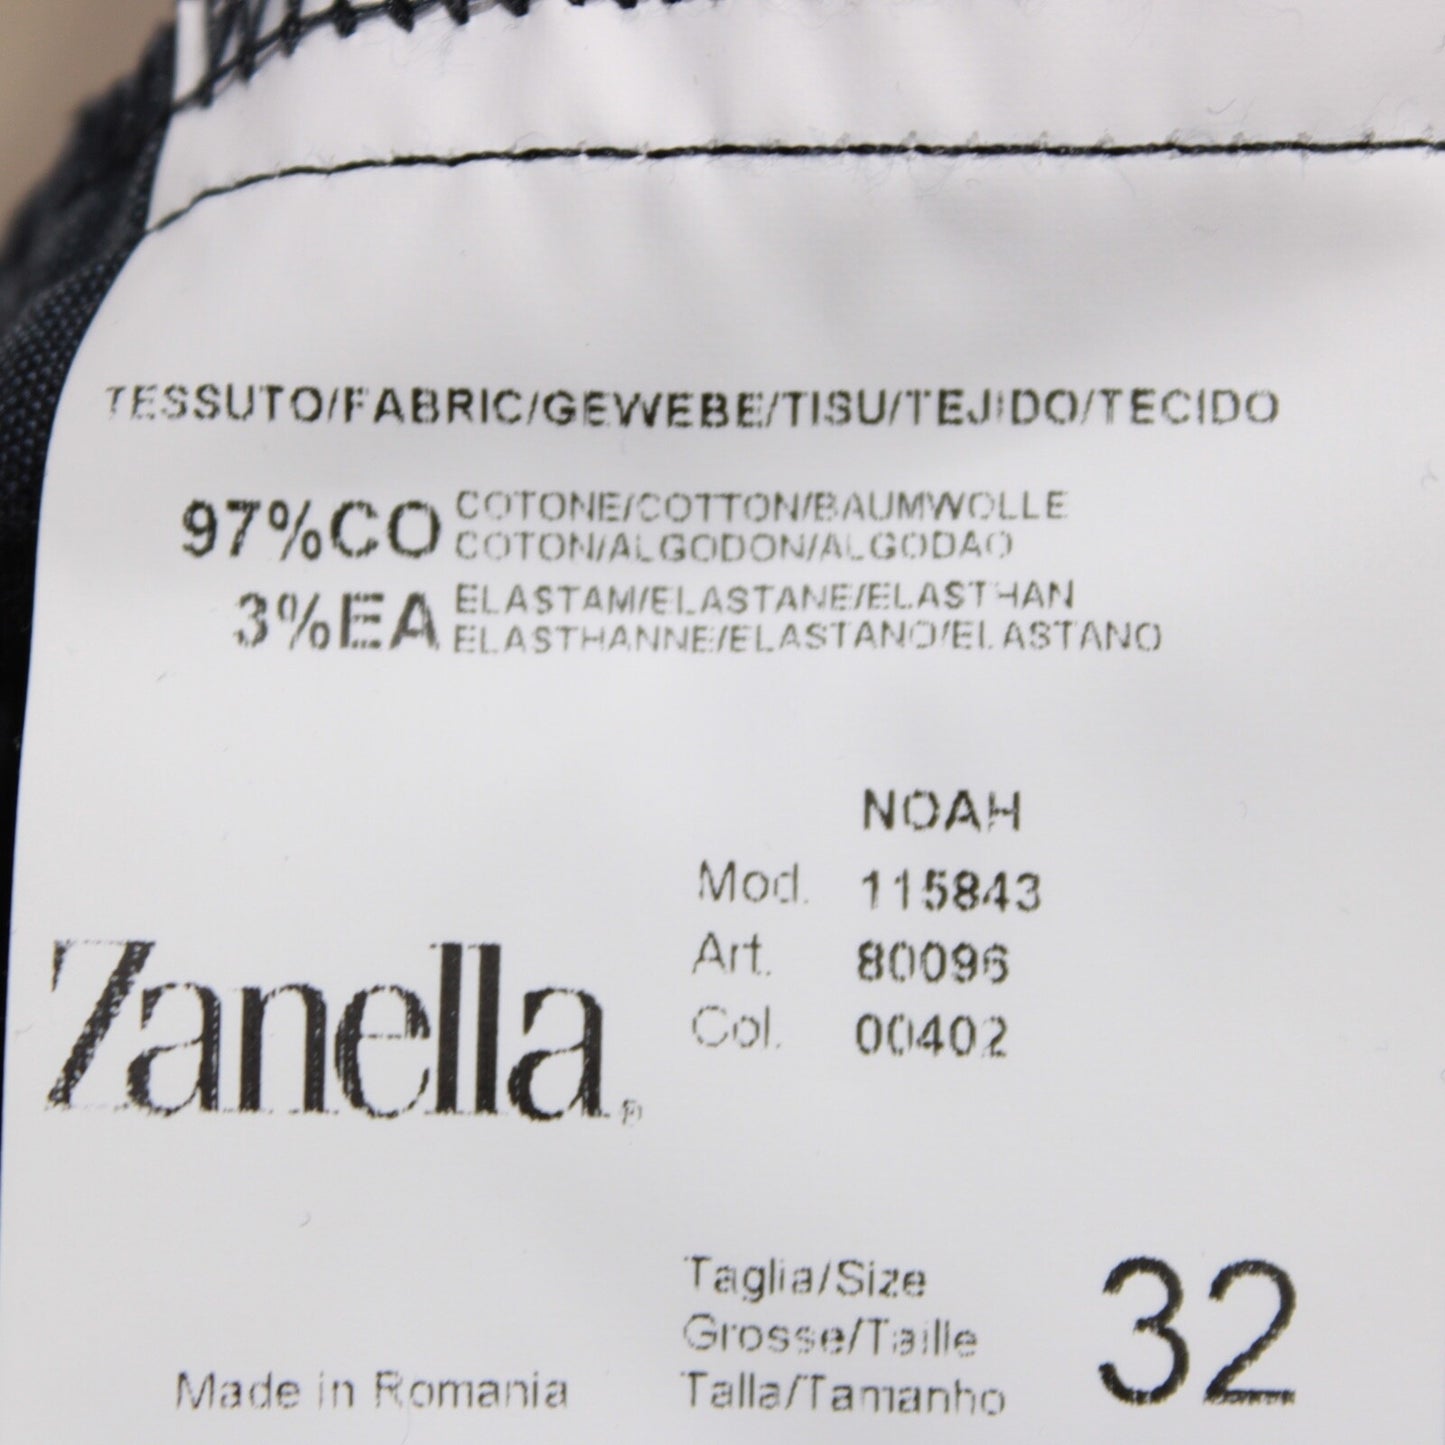 TESSUTO/FABRIC/GEWEBE/TISU/TEJIDO/TECIDO
97%CO COTONE/COTTON/BAUMWOLLE
COTON/ALGODON/ALGODAO
3%EA ELASTAM/ELASTANE/ELASTHAN
ELASTHANNE/ELASTANO/ELASTANO
NOAH
Mod. 115843
Art. 80096
Col. 00402
Zanella®
Taglia/Size
Grosse/Taille
Talla/Tamanho
32
Made in Romania